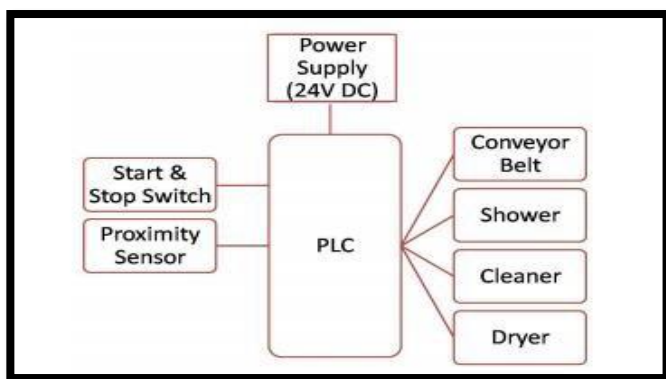 Power
Supply
(24V DC)
Start &
Stop Switch
Proximity
Sensor
PLC
Conveyor
Belt
Shower
Cleaner
Dryer